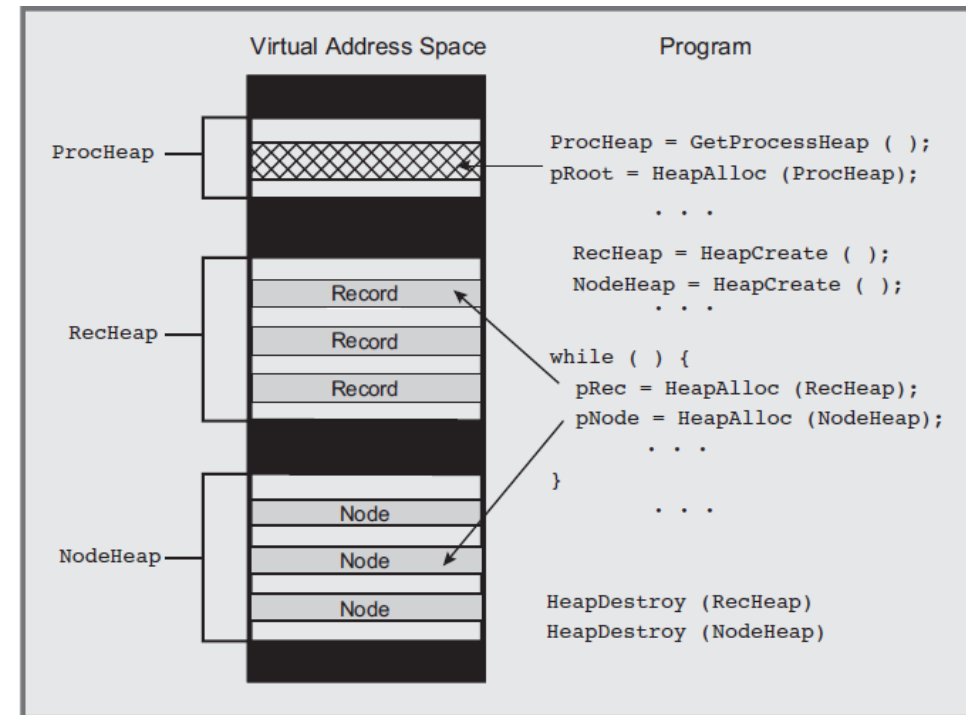 Virtual Address Space
Program
ProcHeap
ProcHeap = GetProcessHeap ( );
pRoot = HeapAlloc (ProcHeap);
. . .
RecHeap = HeapCreate ( );
NodeHeap = HeapCreate ( );
. . .
RecHeap
Record
Record
Record
while ( ) {
pRec = HeapAlloc (RecHeap);
pNode = HeapAlloc (NodeHeap);
. . .
}
. . .
NodeHeap
Node
Node
Node
HeapDestroy (RecHeap)
HeapDestroy (NodeHeap)